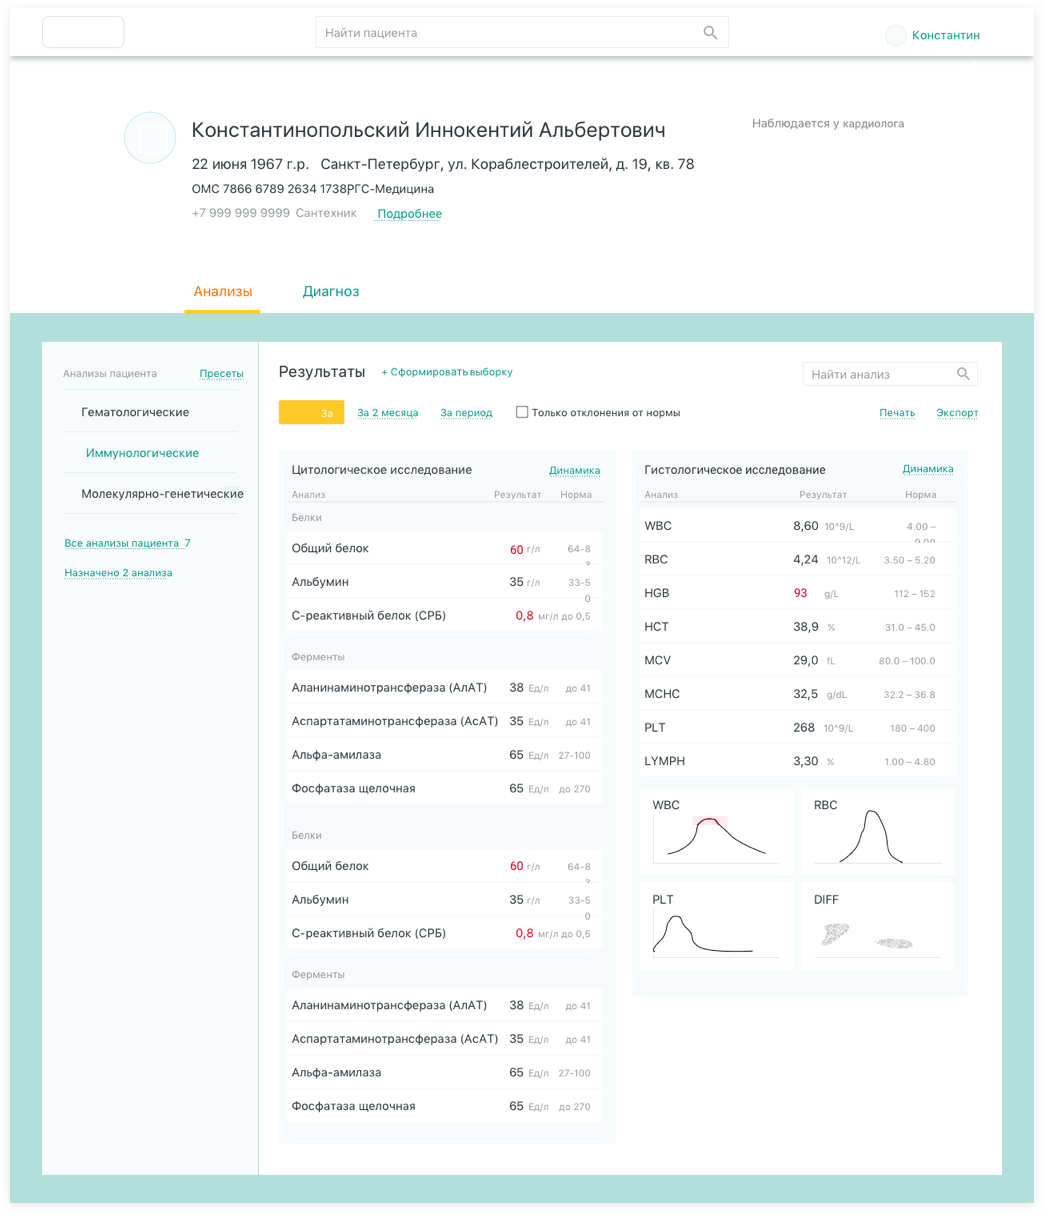 Найти пациента
Константин
Константинопольский Иннокентий Альбертович
Наблюдается у кардиолога
22 июня 1967 г.р. Санкт-Петербург, ул. Кораблестроителей, д. 19, кв. 78
ОМС 7866 6789 2634 1738РГС-Медицина
+7 999 999 9999 Сантехник Подробнее
Анализы Диагноз
Анализы пациента Пресеты
Гематологические
Иммунологические
Молекулярно-генетические
Все анализы пациента 7
Назначено 2 анализа
Результаты + Сформировать выборку
Найти анализ
За За 2 месяца За период Только отклонения от нормы Печать Экспорт
Цитологическое исследование Динамика
Анализ Результат Норма
Белки
Общий белок 60 г/л 64-8
3
Альбумин 35 г/л 33-5
0
С-реактивный белок (СРБ) 0,8 мг/л до 0,5
Ферменты
Аланинаминотрансфераза (АлАТ) 38 Ед/л до 41
Аспартатаминотрансфераза (АсАТ) 35 Ед/л до 41
Альфа-амилаза 65 Ед/л 27-100
Фосфатаза щелочная 65 Ед/л до 270
Белки
Общий белок 60 г/л 64-8
3
Альбумин 35 г/л 33-5
0
С-реактивный белок (СРБ) 0,8 мг/л до 0,5
Ферменты
Аланинаминотрансфераза (АлАТ) 38 Ед/л до 41
Аспартатаминотрансфераза (АсАТ) 35 Ед/л до 41
Альфа-амилаза 65 Ед/л 27-100
Фосфатаза щелочная 65 Ед/л до 270
Гистологическое исследование Динамика
Анализ Результат Норма
WBC 8,60 10^9/L 4.00 –
9.00
RBC 4,24 10^12/L 3.50 – 5.20
HGB 93 g/L 112 – 152
HCT 38,9 % 31.0 – 45.0
MCV 29,0 fL 80.0 – 100.0
MCHC 32,5 g/dL 32.2 – 36.8
PLT 268 10^9/L 180 – 400
LYMPH 3,30 % 1.00 – 4.80
WBC RBC
PLT DIFF